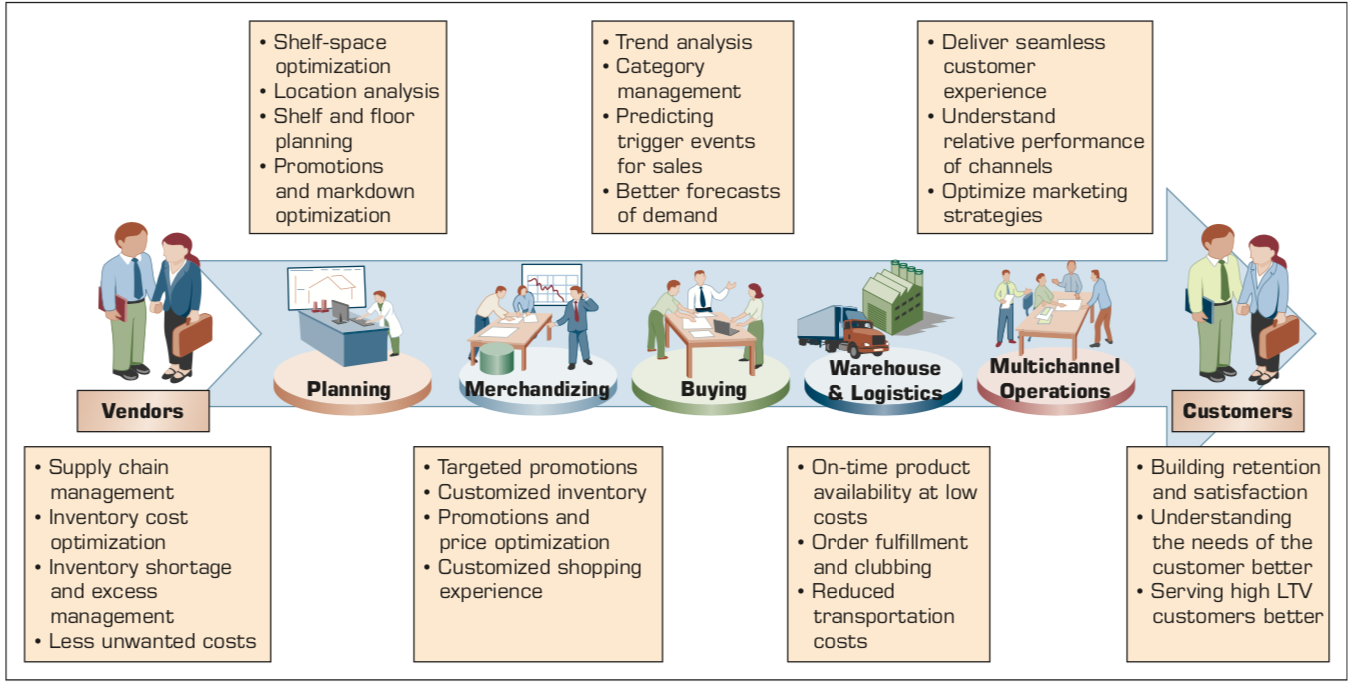 • Shelf-space
optimization
• Location analysis
• Shelf and floor
planning
• Promotions
and markdown
optimization
• Trend analysis
• Category
management
• Predicting
trigger events
for sales
• Better forecasts
of demand
• Deliver seamless
customer
experience
• Understand
relative performance
of channels
• Optimize marketing
strategies
Vendors
Planning
Merchandizing
Buying
Warehouse
& Logistics
Multichannel
Operations
Customers
• Supply chain
management
• Inventory cost
optimization
• Inventory shortage
and excess
management
• Less unwanted costs
• Targeted promotions
• Customized inventory
• Promotions and
price optimization
• Customized shopping
experience
• On-time product
availability at low
costs
• Order fulfillment
and clubbing
• Reduced
transportation
costs
• Building retention
and satisfaction
• Understanding
the needs of the
customer better
• Serving high LTV
customers better